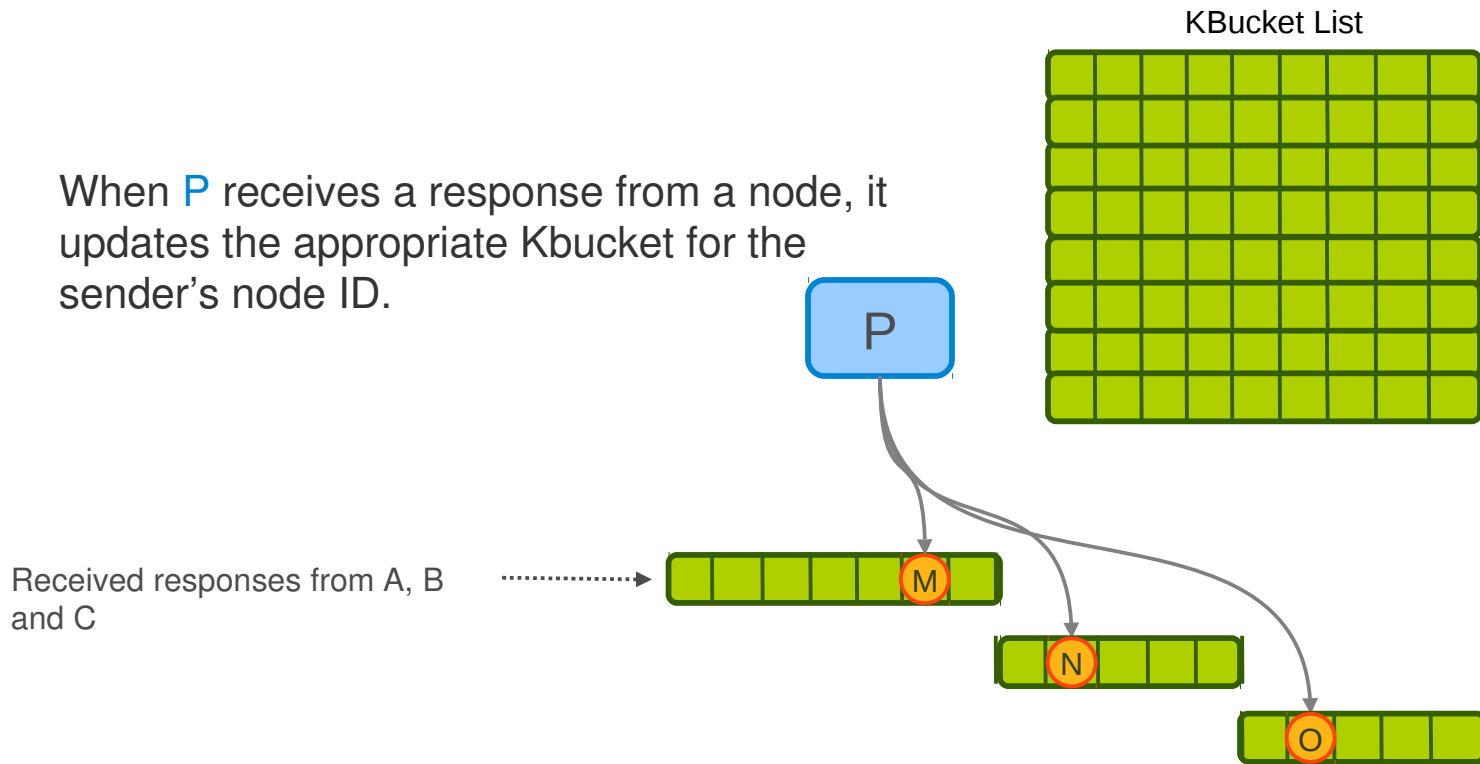 KBucket List
When P receives a response from a node, it
updates the appropriate Kbucket for the
sender’s node ID.
P
Received responses from A, B
and C
M
N
O